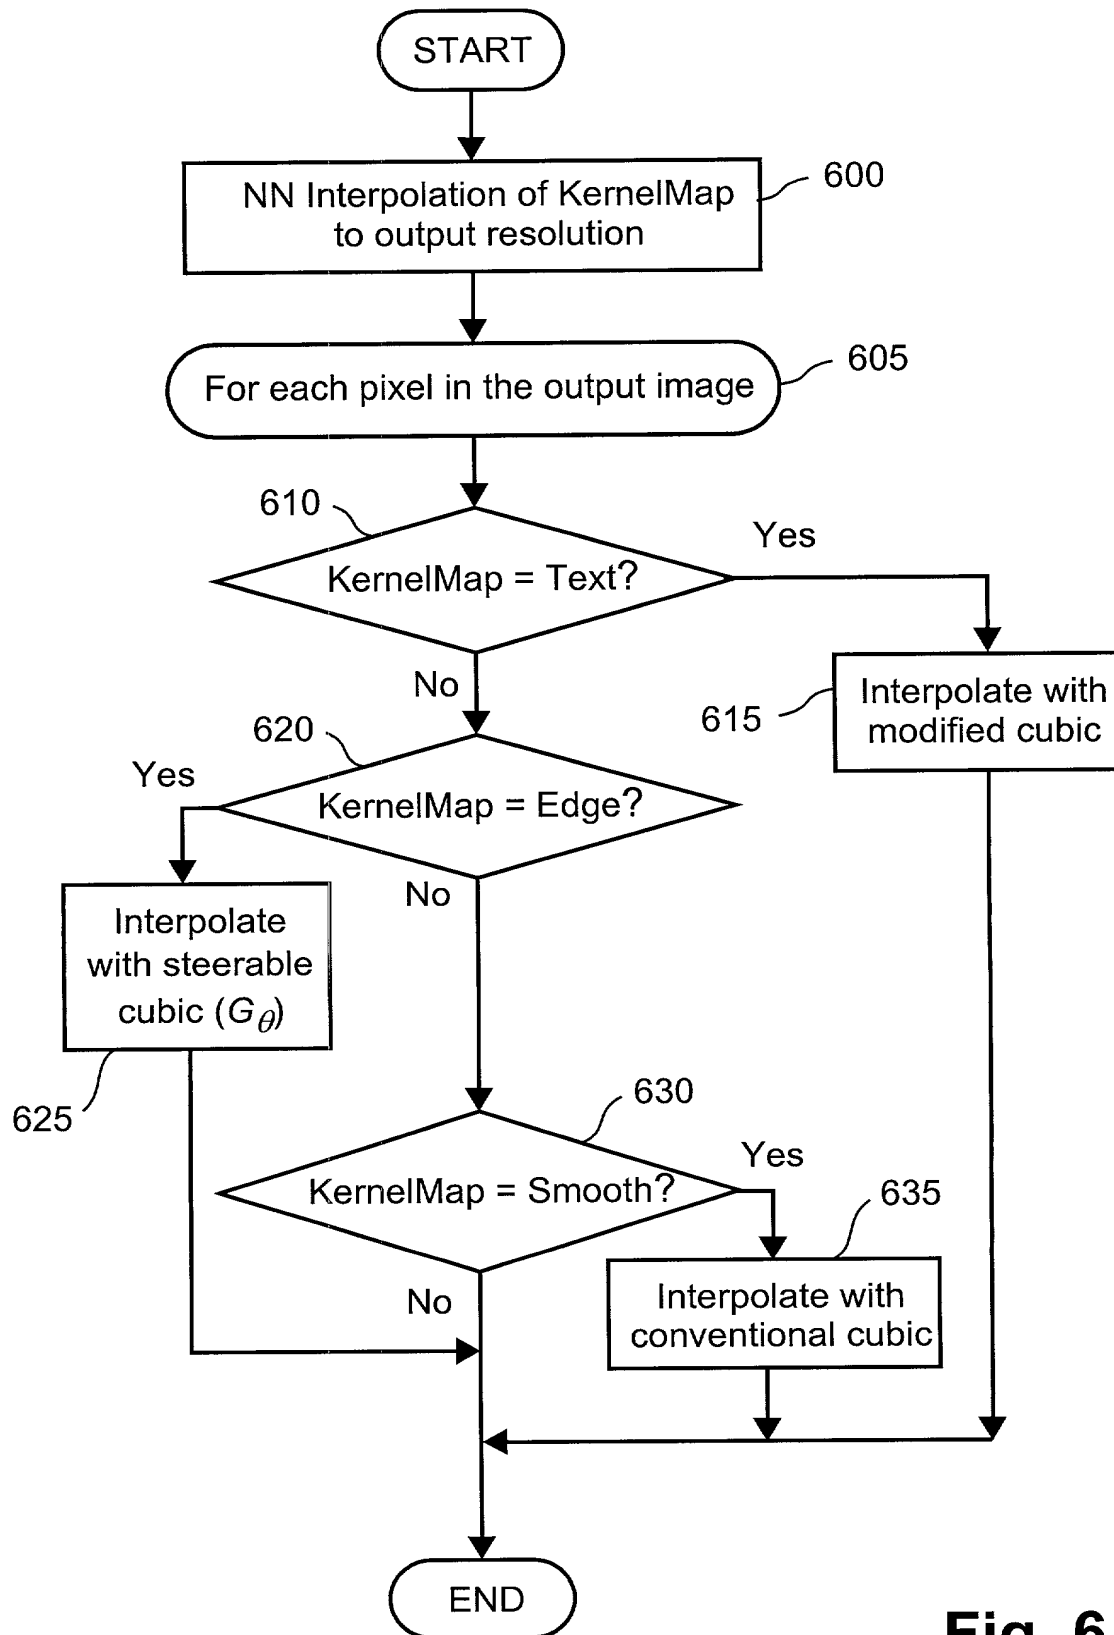 START
NN Interpolation of KernelMap
to output resolution
600
For each pixel in the output image
605
610
KernelMap = Text?
Yes
No
Interpolate with
modified cubic
615
620
Yes
KernelMap = Edge?
No
Interpolate
with steerable
cubic (Gθ)
625
630
KernelMap = Smooth?
Yes
635
No
Interpolate with
conventional cubic
END
Fig. 6